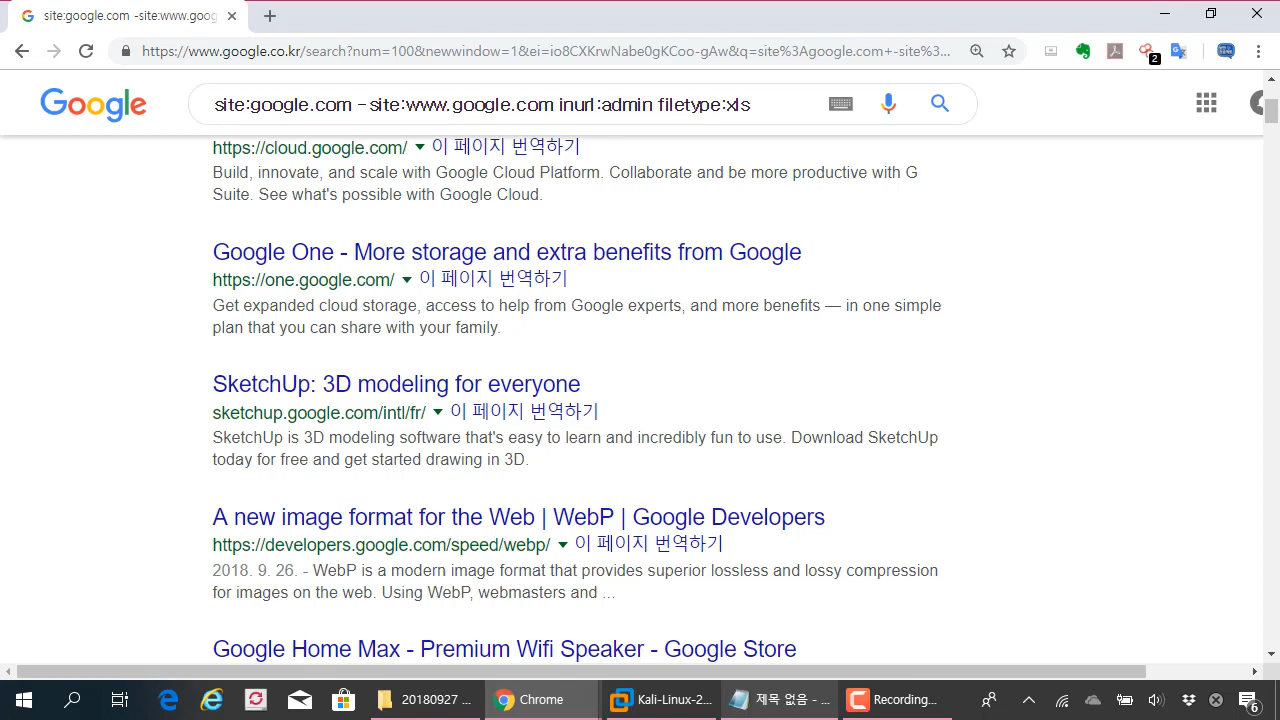 site:google.com -site:www.goog
https://www.google.co.kr/search?num=100&newwindow=1&ei=io8CXKrwNabe0gKCoo-gAw&q=site%3Agoogle.com+-site%3...
2
Google
site:google.com -site:www.google.com inurl:admin filetype:xls
https://cloud.google.com/ 이 페이지 번역하기
Build, innovate, and scale with Google Cloud Platform. Collaborate and be more productive with G
Suite. See what's possible with Google Cloud.
Google One - More storage and extra benefits from Google
https://one.google.com/ 이 페이지 번역하기
Get expanded cloud storage, access to help from Google experts, and more benefits — in one simple
plan that you can share with your family.
SketchUp: 3D modeling for everyone
sketchup.google.com/intl/fr/ 이 페이지 번역하기
SketchUp is 3D modeling software that's easy to learn and incredibly fun to use. Download SketchUp
today for free and get started drawing in 3D.
A new image format for the Web | WebP | Google Developers
https://developers.google.com/speed/webp/ 이 페이지 번역하기
2018. 9. 26. - WebP is a modern image format that provides superior lossless and lossy compression
for images on the web. Using WebP, webmasters and ...
Google Home Max - Premium Wifi Speaker - Google Store
20180927 Chrome Kali-Linux-2... 제목 없음 - ... Recording... 6